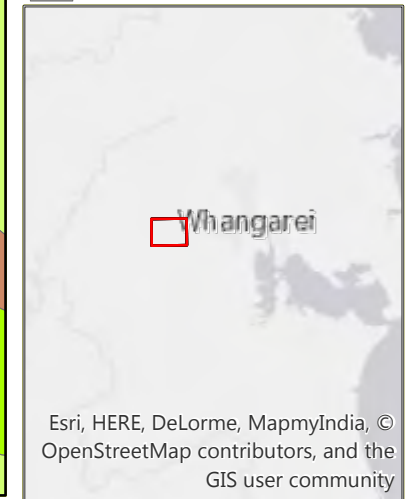 Whangarei
Esri, HERE, DeLorme, MapmyIndia, ©
OpenStreetMap contributors, and the
GIS user community